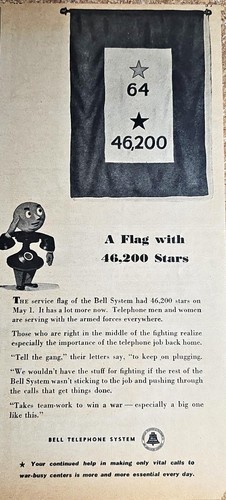 64
46,200
A Flag with
46,200 Stars
THE service flag of the Bell System had 46,200 stars on
May 1. It has a lot more now. Telephone men and women
are serving with the armed forces everywhere.
Those who are right in the middle of the fighting realize
especially the importance of the telephone job back home.
"Tell the gang," their letters say, "to keep on plugging.
"We wouldn't have the stuff for fighting if the rest of the
Bell System wasn't sticking to the job and pushing through
the calls that get things done.
"Takes team-work to win a war — especially a big one
like this."
BELL TELEPHONE SYSTEM
★ Your continued help in making only vital calls to
war-busy centers is more and more essential every day.